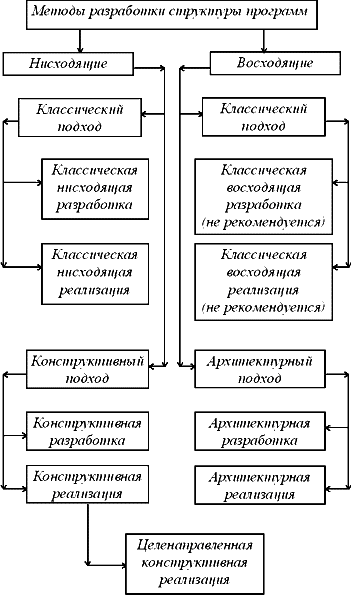 Методы разработки структуры программ
Нисходящие
Восходящие
Классический
подход
Классический
подход
Классическая
нисходящая
разработка
Классическая
восходящая
разработка
(не рекомендуется)
Классическая
нисходящая
реализация
Классическая
восходящая
реализация
(не рекомендуется)
Конструктивный
подход
Архитектурный
подход
Конструктивная
разработка
Архитектурная
разработка
Конструктивная
реализация
Архитектурная
реализация
Целенаправленная
конструктивная
реализация